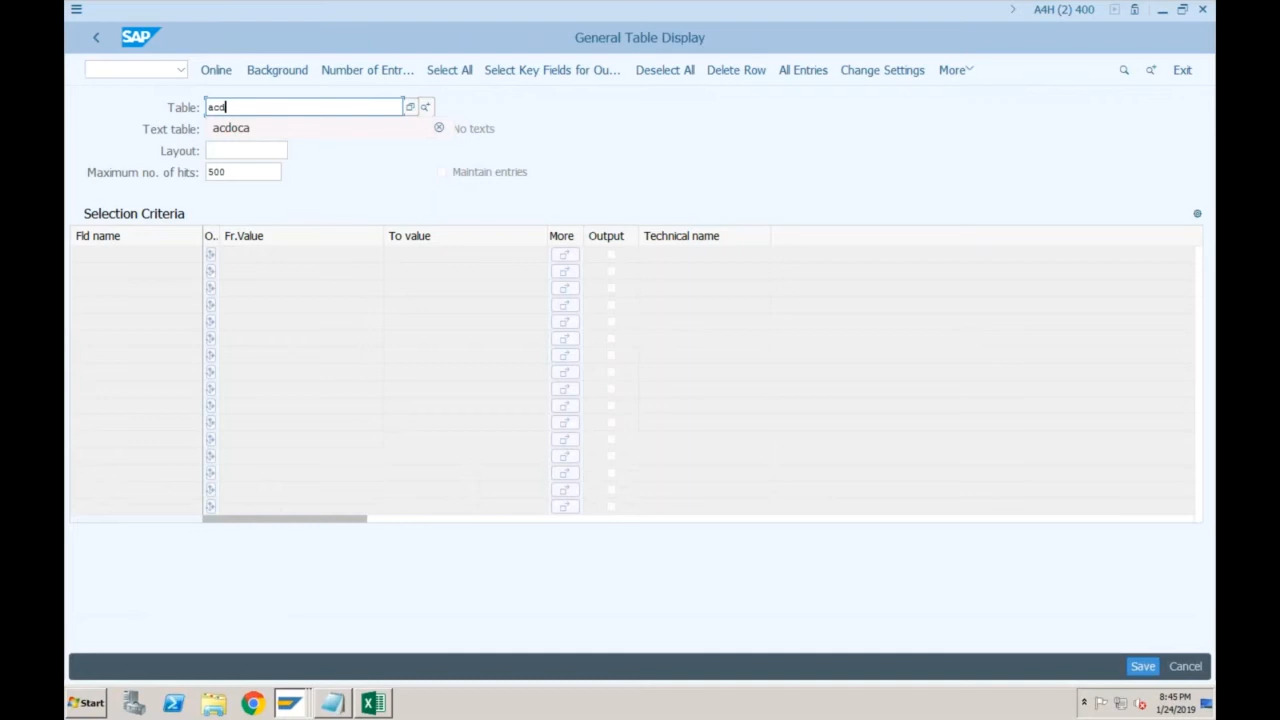 A4H (2) 400
SAP
General Table Display
Online Background Number of Entr... Select All Select Key Fields for Ou... Deselect All Delete Row All Entries Change Settings More Exit
Table: acd
Text table: acdoca No texts
Layout:
Maximum no. of hits: 500 Maintain entries
Selection Criteria
Fld name O.. Fr.Value To value More Output Technical name
Save Cancel
Start
8:45 PM
1/24/2019